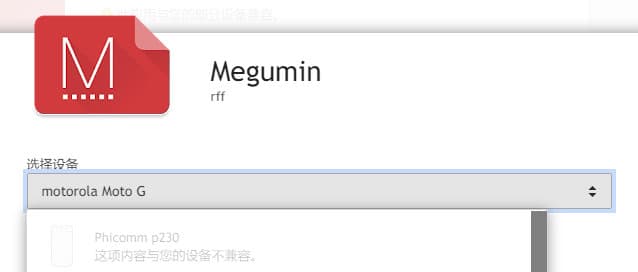 此应用与您的部分设备兼容。
M
Megumin
rff
选择设备
motorola Moto G
Phicomm p230
这项内容与您的设备不兼容。